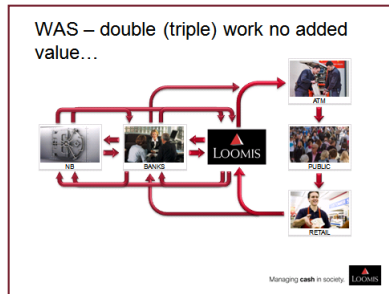 WAS – double (triple) work no added
value…
ATM
NB
BANKS
LOOMIS
PUBLIC
RETAIL
Managing cash in society.
LOOMIS